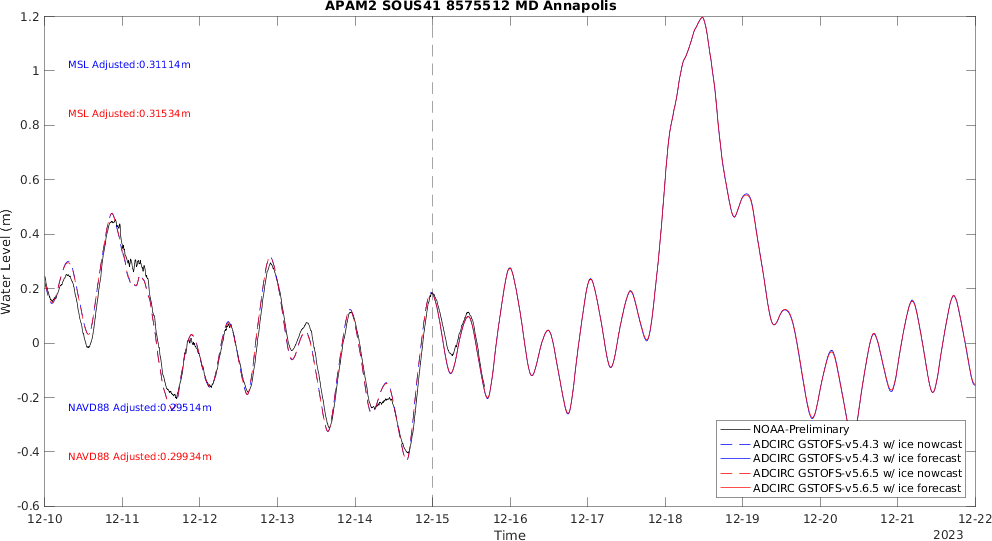 APAM2 SOUS41 8575512 MD Annapolis
1.2
1
0.8
0.6
0.4
0.2
0
-0.2
-0.4
-0.6
Water Level (m)
MSL Adjusted:0.31114m
MSL Adjusted:0.31534m
NAVD88 Adjusted:0.29514m
NAVD88 Adjusted:0.29934m
NOAA-Preliminary
ADCIRC GSTOFS-v5.4.3 w/ ice nowcast
ADCIRC GSTOFS-v5.4.3 w/ ice forecast
ADCIRC GSTOFS-v5.6.5 w/ ice nowcast
ADCIRC GSTOFS-v5.6.5 w/ ice forecast
12-10 12-11 12-12 12-13 12-14 12-15 12-16 12-17 12-18 12-19 12-20 12-21 12-22
Time
2023